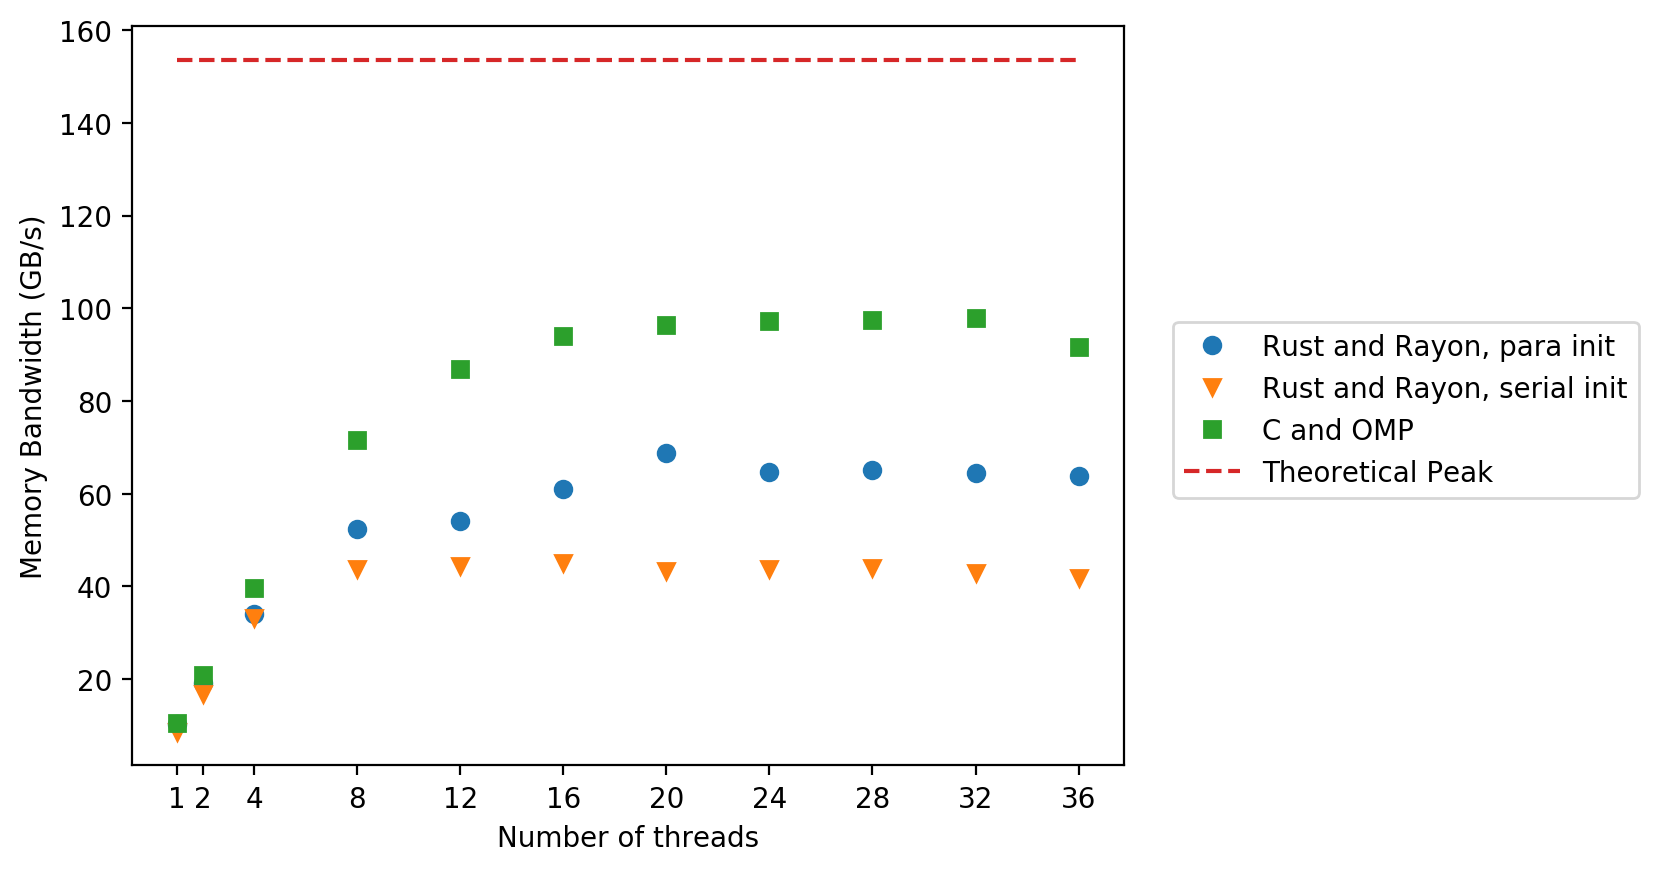 160
140
120
100
80
60
40
20
Memory Bandwidth (GB/s)
1 2 4 8 12 16 20 24 28 32 36
Number of threads
Rust and Rayon, para init
Rust and Rayon, serial init
C and OMP
Theoretical Peak